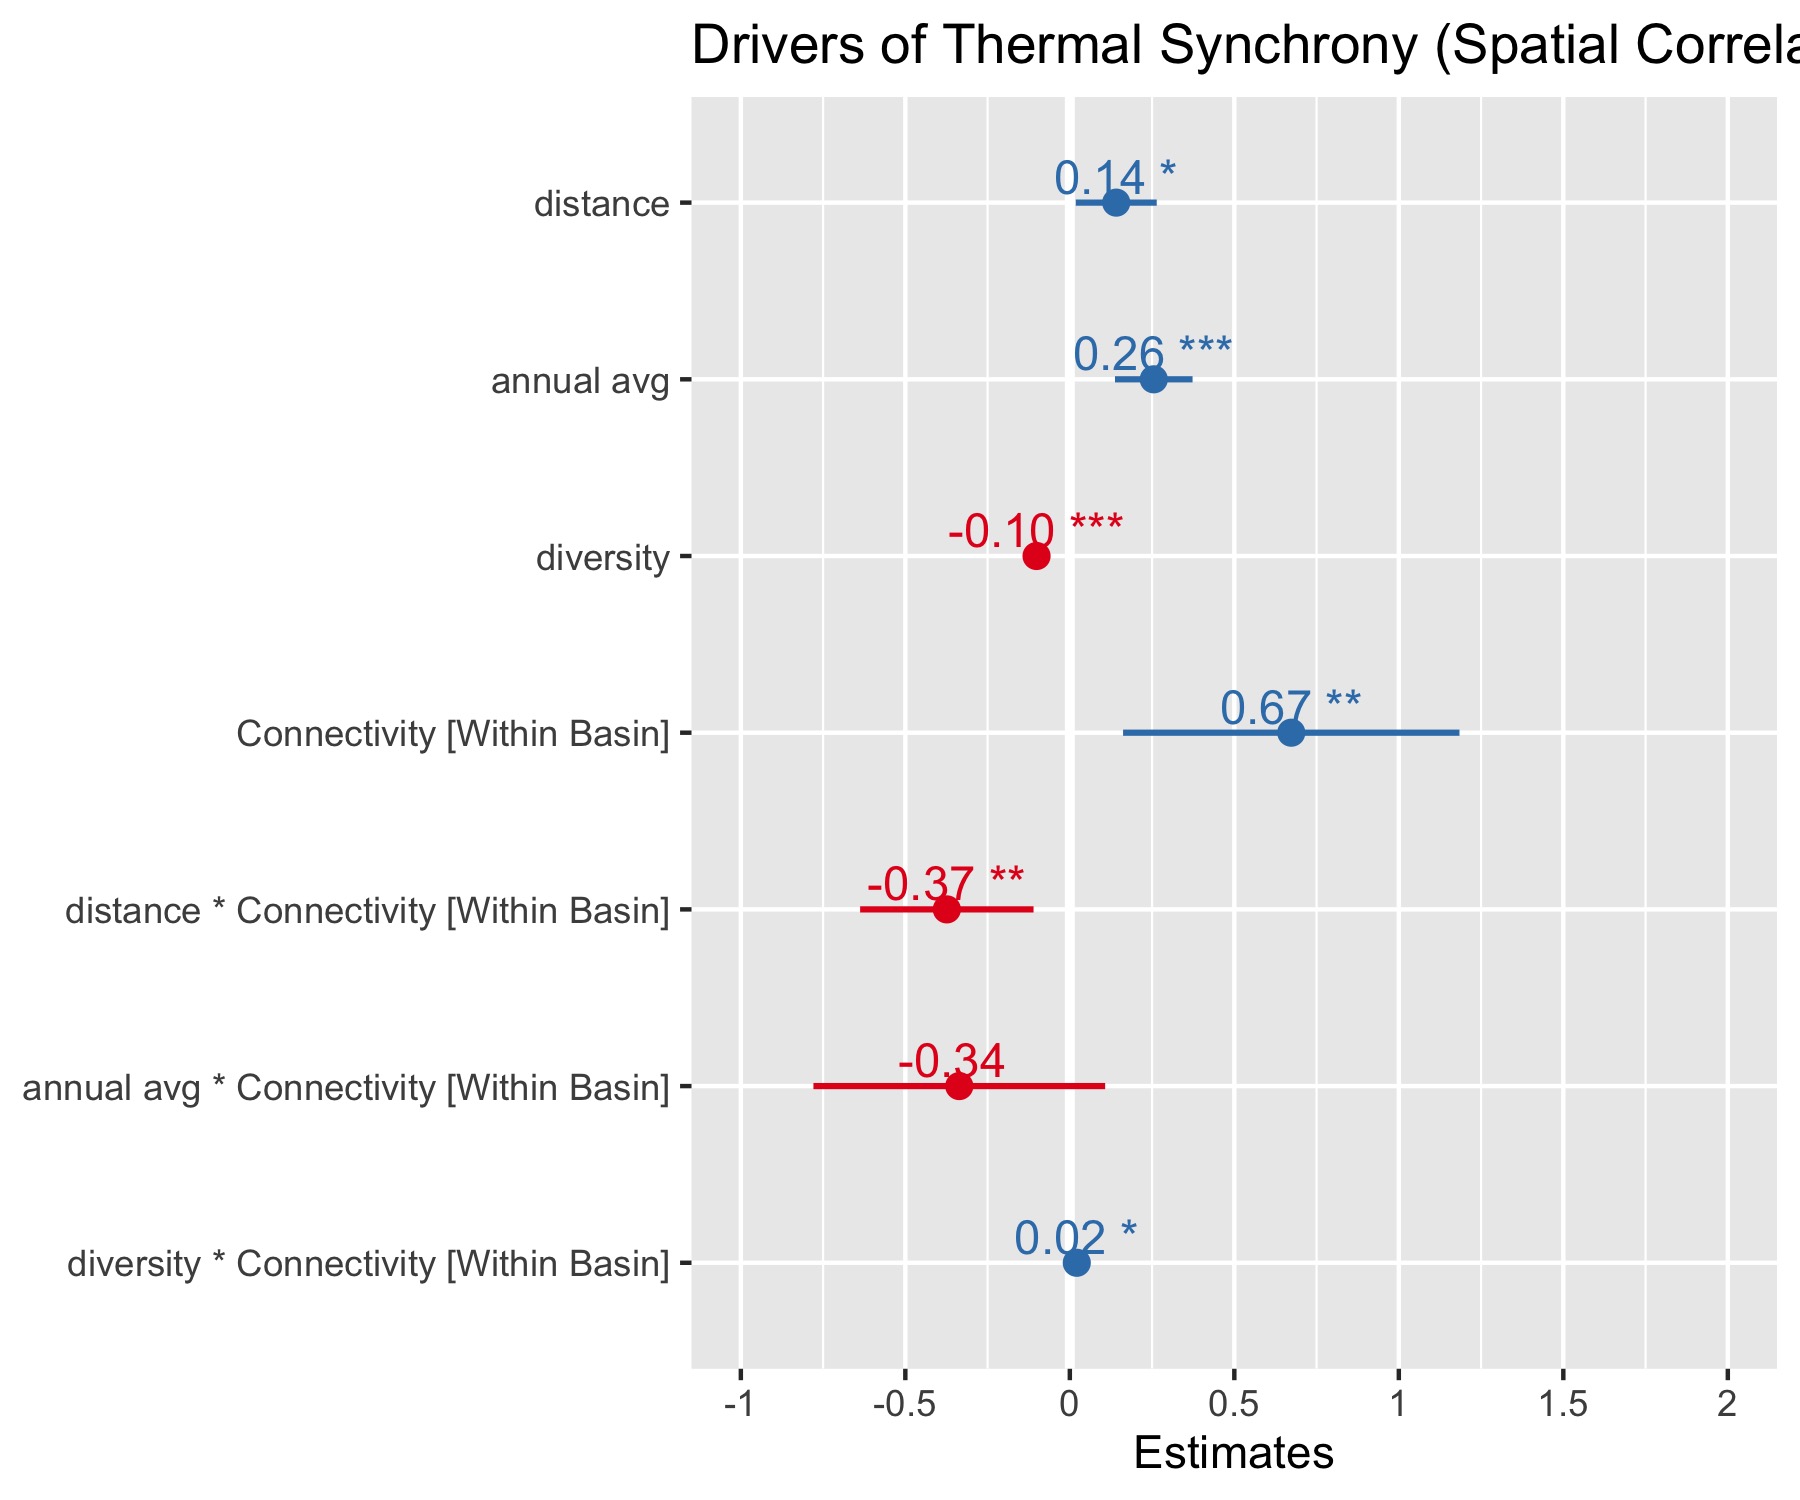 Drivers of Thermal Synchrony (Spatial Correla
distance
0.14 *
annual avg
0.26 ***
diversity
-0.10 ***
Connectivity [Within Basin]
0.67 **
distance * Connectivity [Within Basin]
-0.37 **
annual avg * Connectivity [Within Basin]
-0.34
diversity * Connectivity [Within Basin]
0.02 *
-1 -0.5 0 0.5 1 1.5 2
Estimates